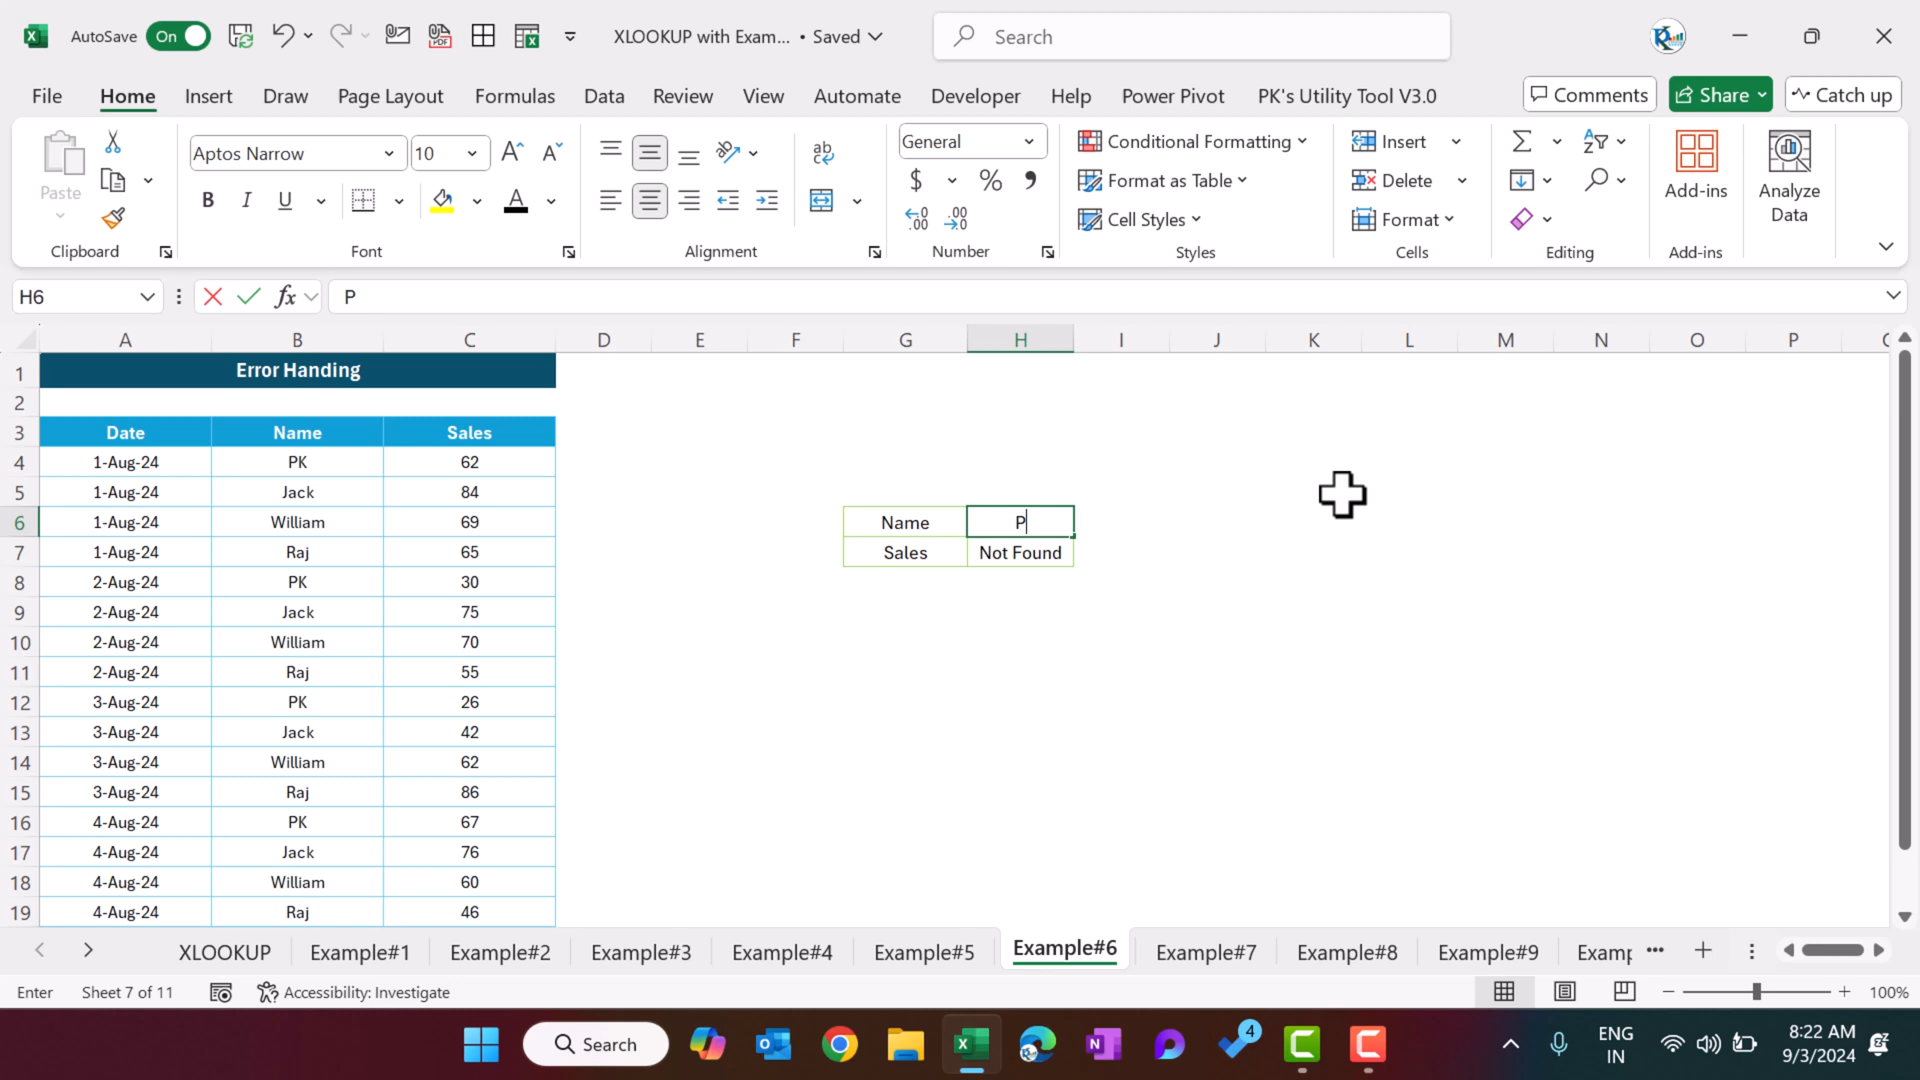 AutoSave On XLOOKUP with Exam... • Saved Search
File Home Insert Draw Page Layout Formulas Data Review View Automate Developer Help Power Pivot PK's Utility Tool V3.0 Comments Share Catch up
Paste
Clipboard
Aptos Narrow 10
B I U A
Font
ab
Alignment
General
$ % ,
.00 .00
Number
Conditional Formatting
Format as Table
Cell Styles
Styles
Insert
Delete
Format
Cells
Editing
Add-ins
Add-ins
Analyze
Data
H6 fx P
A B C D E F G H I J K L M N O P
1 Error Handing
2
3 Date Name Sales
4 1-Aug-24 PK 62
5 1-Aug-24 Jack 84
6 1-Aug-24 William 69 Name P
7 1-Aug-24 Raj 65 Sales Not Found
8 2-Aug-24 PK 30
9 2-Aug-24 Jack 75
10 2-Aug-24 William 70
11 2-Aug-24 Raj 55
12 3-Aug-24 PK 26
13 3-Aug-24 Jack 42
14 3-Aug-24 William 62
15 3-Aug-24 Raj 86
16 4-Aug-24 PK 67
17 4-Aug-24 Jack 76
18 4-Aug-24 William 60
19 4-Aug-24 Raj 46
XLOOKUP Example#1 Example#2 Example#3 Example#4 Example#5 Example#6 Example#7 Example#8 Example#9 Examp
Enter Sheet 7 of 11 Accessibility: Investigate 100%
Search 4 ENG 8:22 AM
IN 9/3/2024